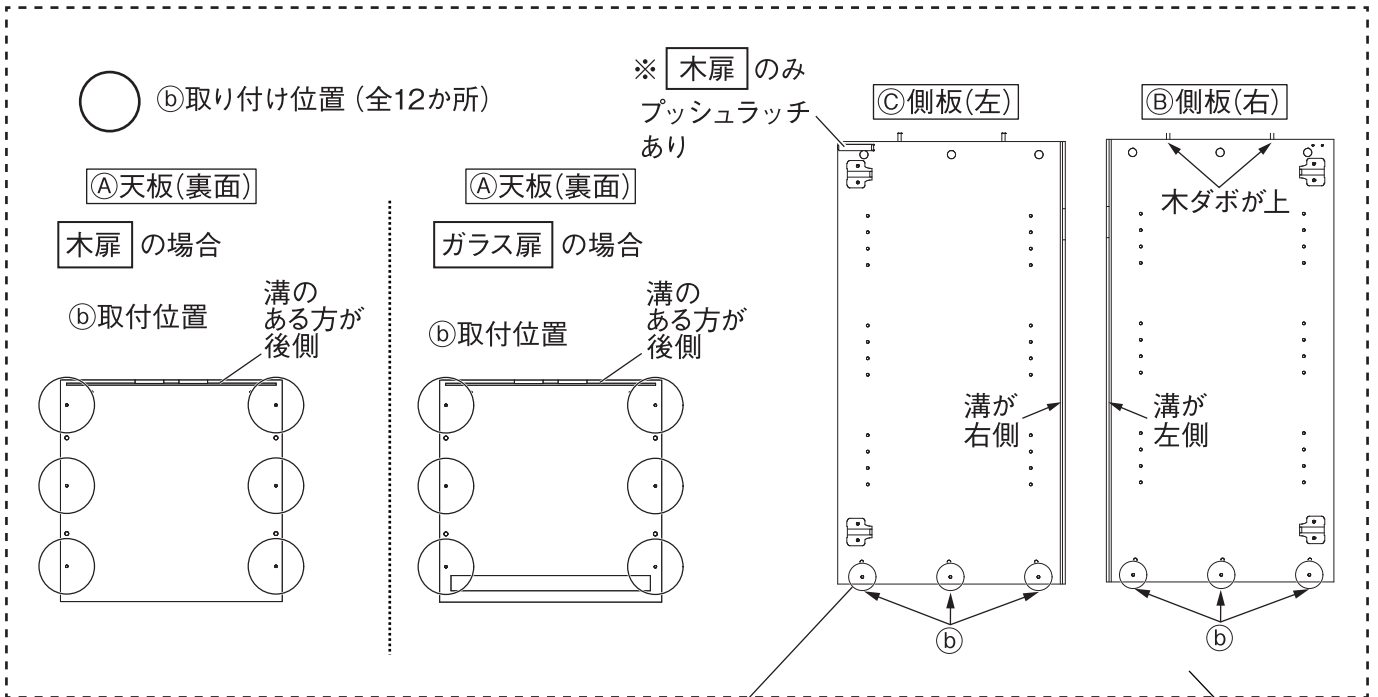 ⓑ取り付け位置（全12か所）
Ⓐ天板（裏面）
木扉 の場合
ⓑ取付位置
溝の
ある方が
後側
Ⓐ天板（裏面）
ガラス扉 の場合
ⓑ取付位置
溝の
ある方が
後側
※ 木扉 のみ
プッシュラッチ
あり
Ⓒ側板（左）
溝が
右側
ⓑ
Ⓑ側板（右）
木ダボが上
溝が
左側
ⓑ